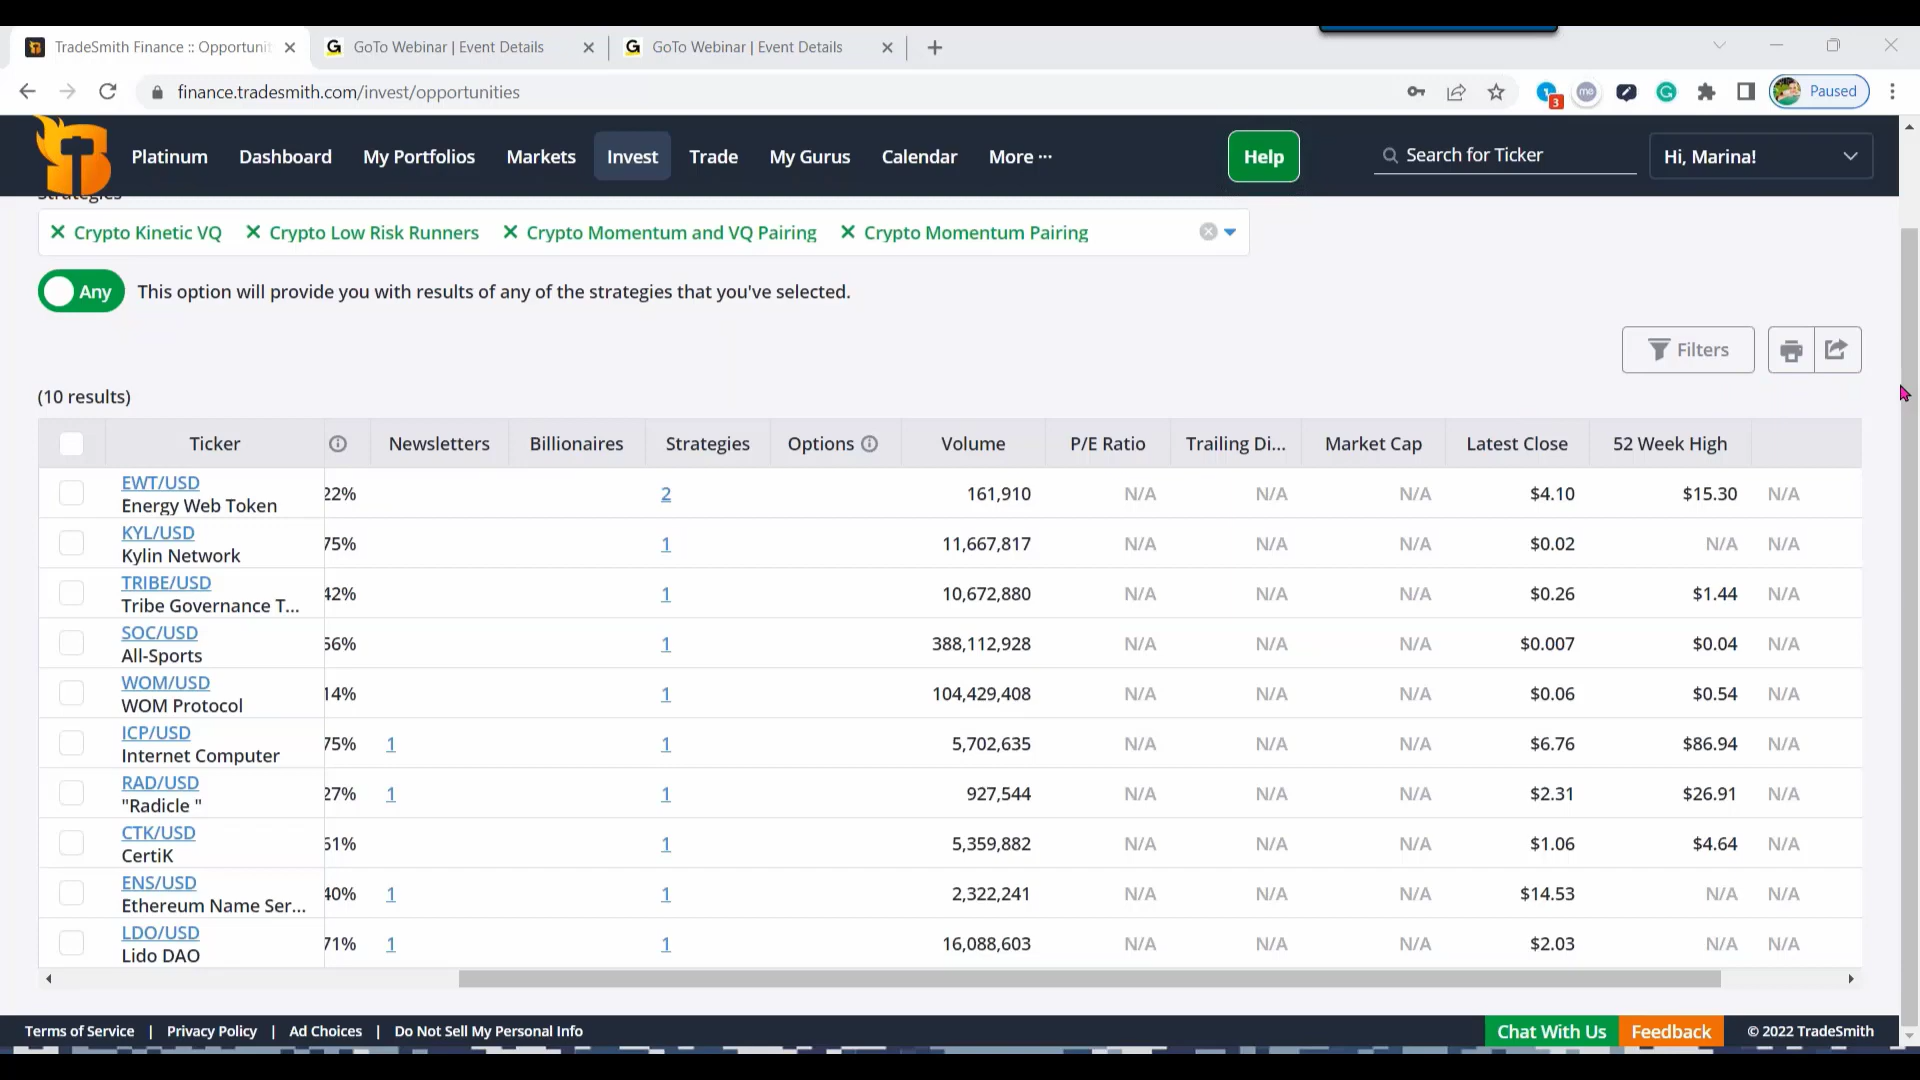 TradeSmith Finance :: Opportunit
GoTo Webinar | Event Details
GoTo Webinar | Event Details
finance.tradesmith.com/invest/opportunities
3
Paused
Platinum Dashboard My Portfolios Markets Invest Trade My Gurus Calendar More ··· Help Search for Ticker Hi, Marina!
Strategies
Crypto Kinetic VQ Crypto Low Risk Runners Crypto Momentum and VQ Pairing Crypto Momentum Pairing
Any This option will provide you with results of any of the strategies that you've selected.
Filters
(10 results)
Ticker Newsletters Billionaires Strategies Options Volume P/E Ratio Trailing Di... Market Cap Latest Close 52 Week High
EWT/USD
Energy Web Token
22% 2 161,910 N/A N/A N/A $4.10 $15.30 N/A
KYL/USD
Kylin Network
75% 1 11,667,817 N/A N/A N/A $0.02 N/A N/A
TRIBE/USD
Tribe Governance T...
42% 1 10,672,880 N/A N/A N/A $0.26 $1.44 N/A
SOC/USD
All-Sports
56% 1 388,112,928 N/A N/A N/A $0.007 $0.04 N/A
WOM/USD
WOM Protocol
14% 1 104,429,408 N/A N/A N/A $0.06 $0.54 N/A
ICP/USD
Internet Computer
75% 1 1 5,702,635 N/A N/A N/A $6.76 $86.94 N/A
RAD/USD
"Radicle "
27% 1 1 927,544 N/A N/A N/A $2.31 $26.91 N/A
CTK/USD
CertiK
51% 1 5,359,882 N/A N/A N/A $1.06 $4.64 N/A
ENS/USD
Ethereum Name Ser...
40% 1 1 2,322,241 N/A N/A N/A $14.53 N/A N/A
LDO/USD
Lido DAO
71% 1 1 16,088,603 N/A N/A N/A $2.03 N/A N/A
Terms of Service | Privacy Policy | Ad Choices | Do Not Sell My Personal Info Chat With Us Feedback © 2022 TradeSmith